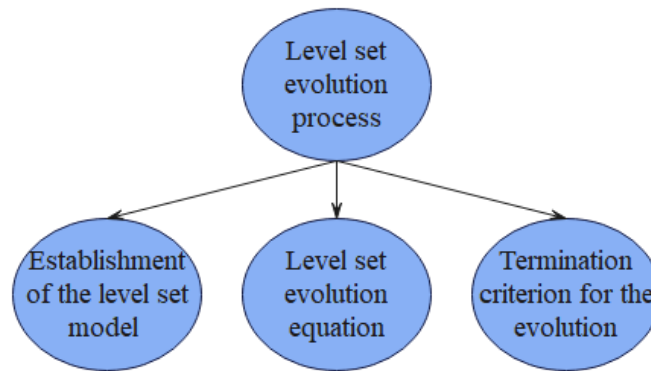 Level set
evolution
process
Establishment
of the level set
model
Level set
evolution
equation
Termination
criterion for the
evolution